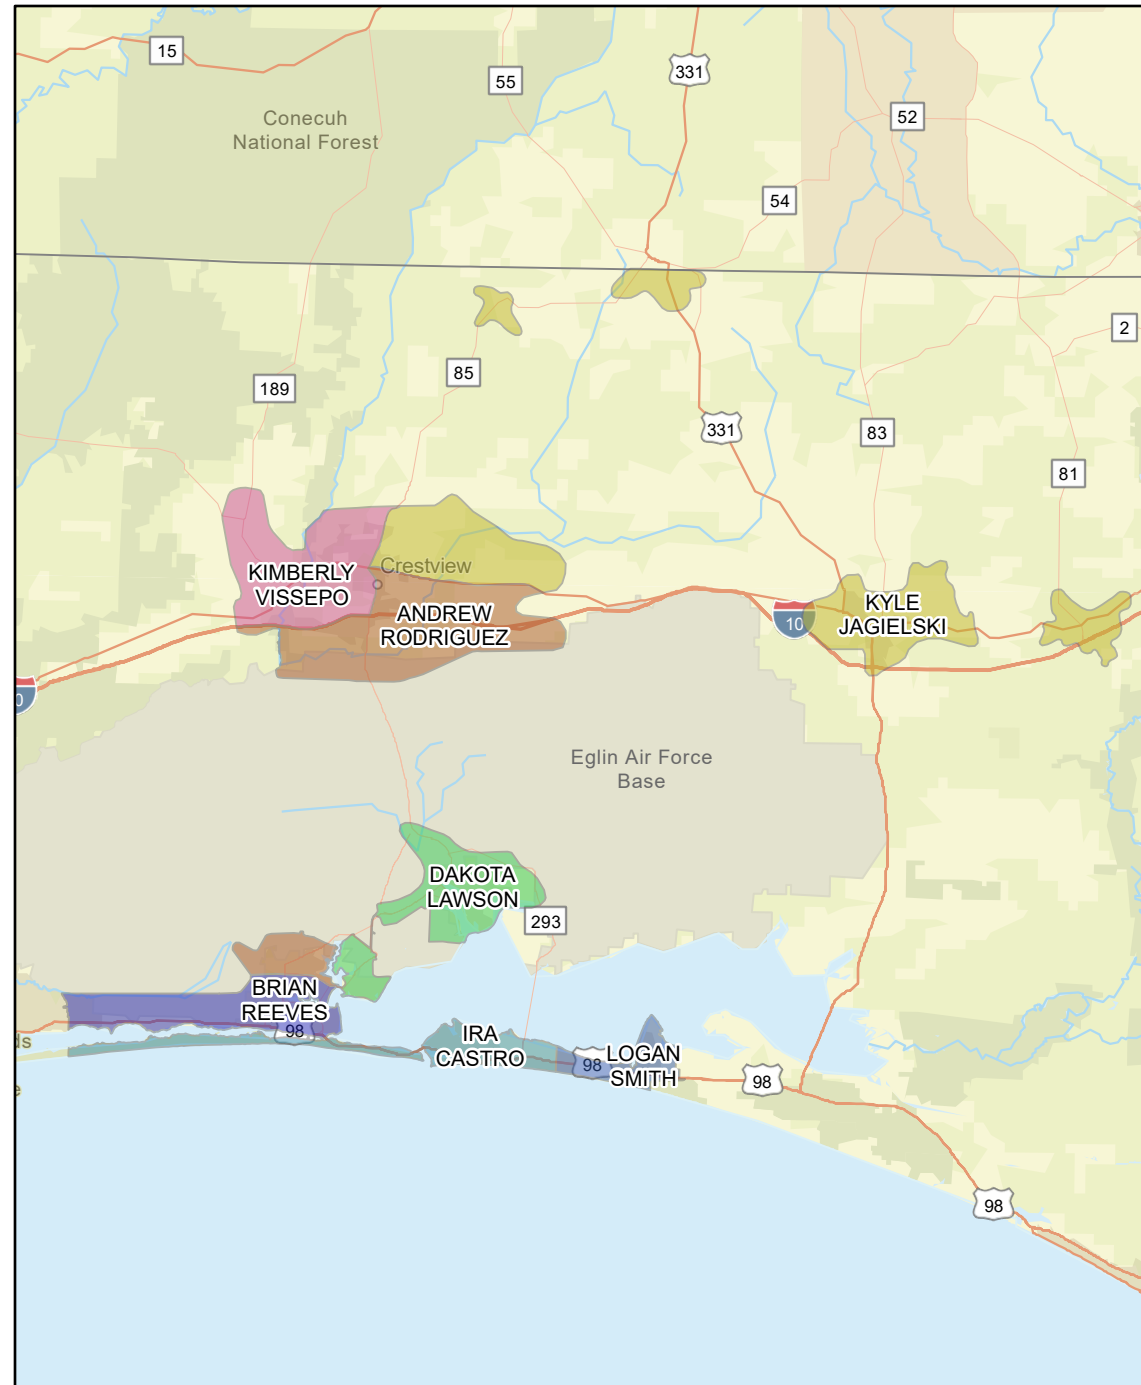 15
55
331
52
Conecuh
National Forest
54
2
189
85
331
83
81
Crestview
KIMBERLY
VISSEPO
ANDREW
RODRIGUEZ
KYLE
JAGIELSKI
10
0
Eglin Air Force
Base
DAKOTA
LAWSON
293
BRIAN
REEVES
98
IRA
CASTRO
98
LOGAN
SMITH
98
ds
e
98